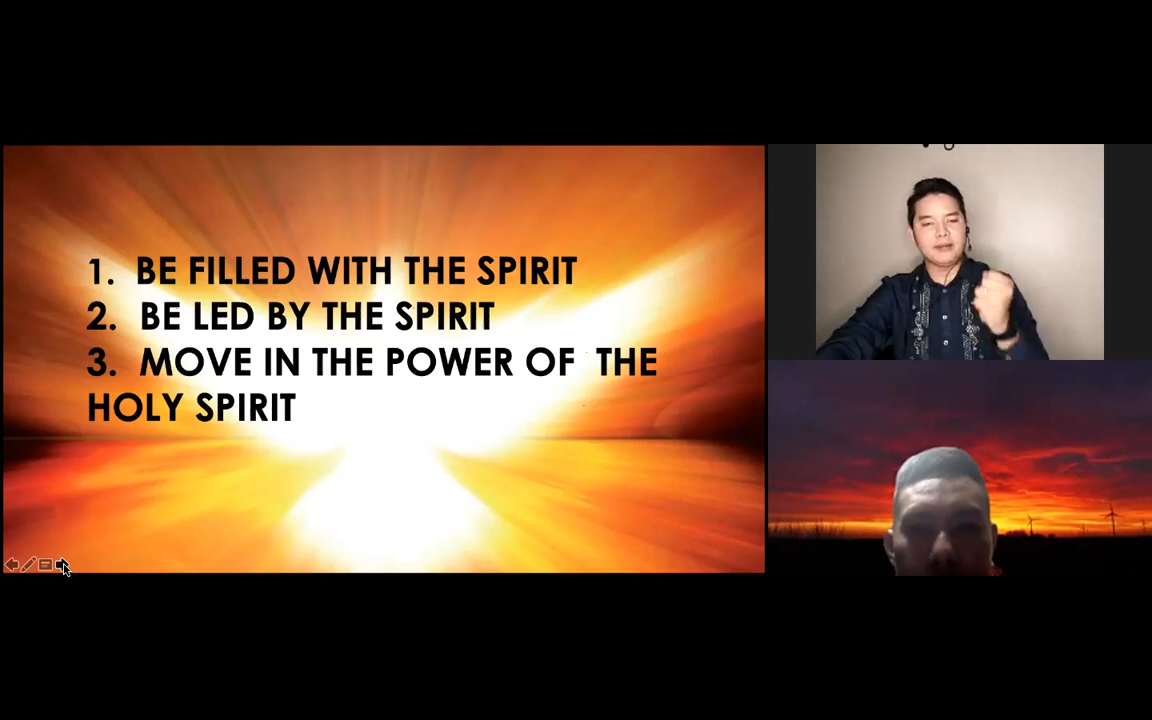 1. BE FILLED WITH THE SPIRIT
2. BE LED BY THE SPIRIT
3. MOVE IN THE POWER OF THE
HOLY SPIRIT